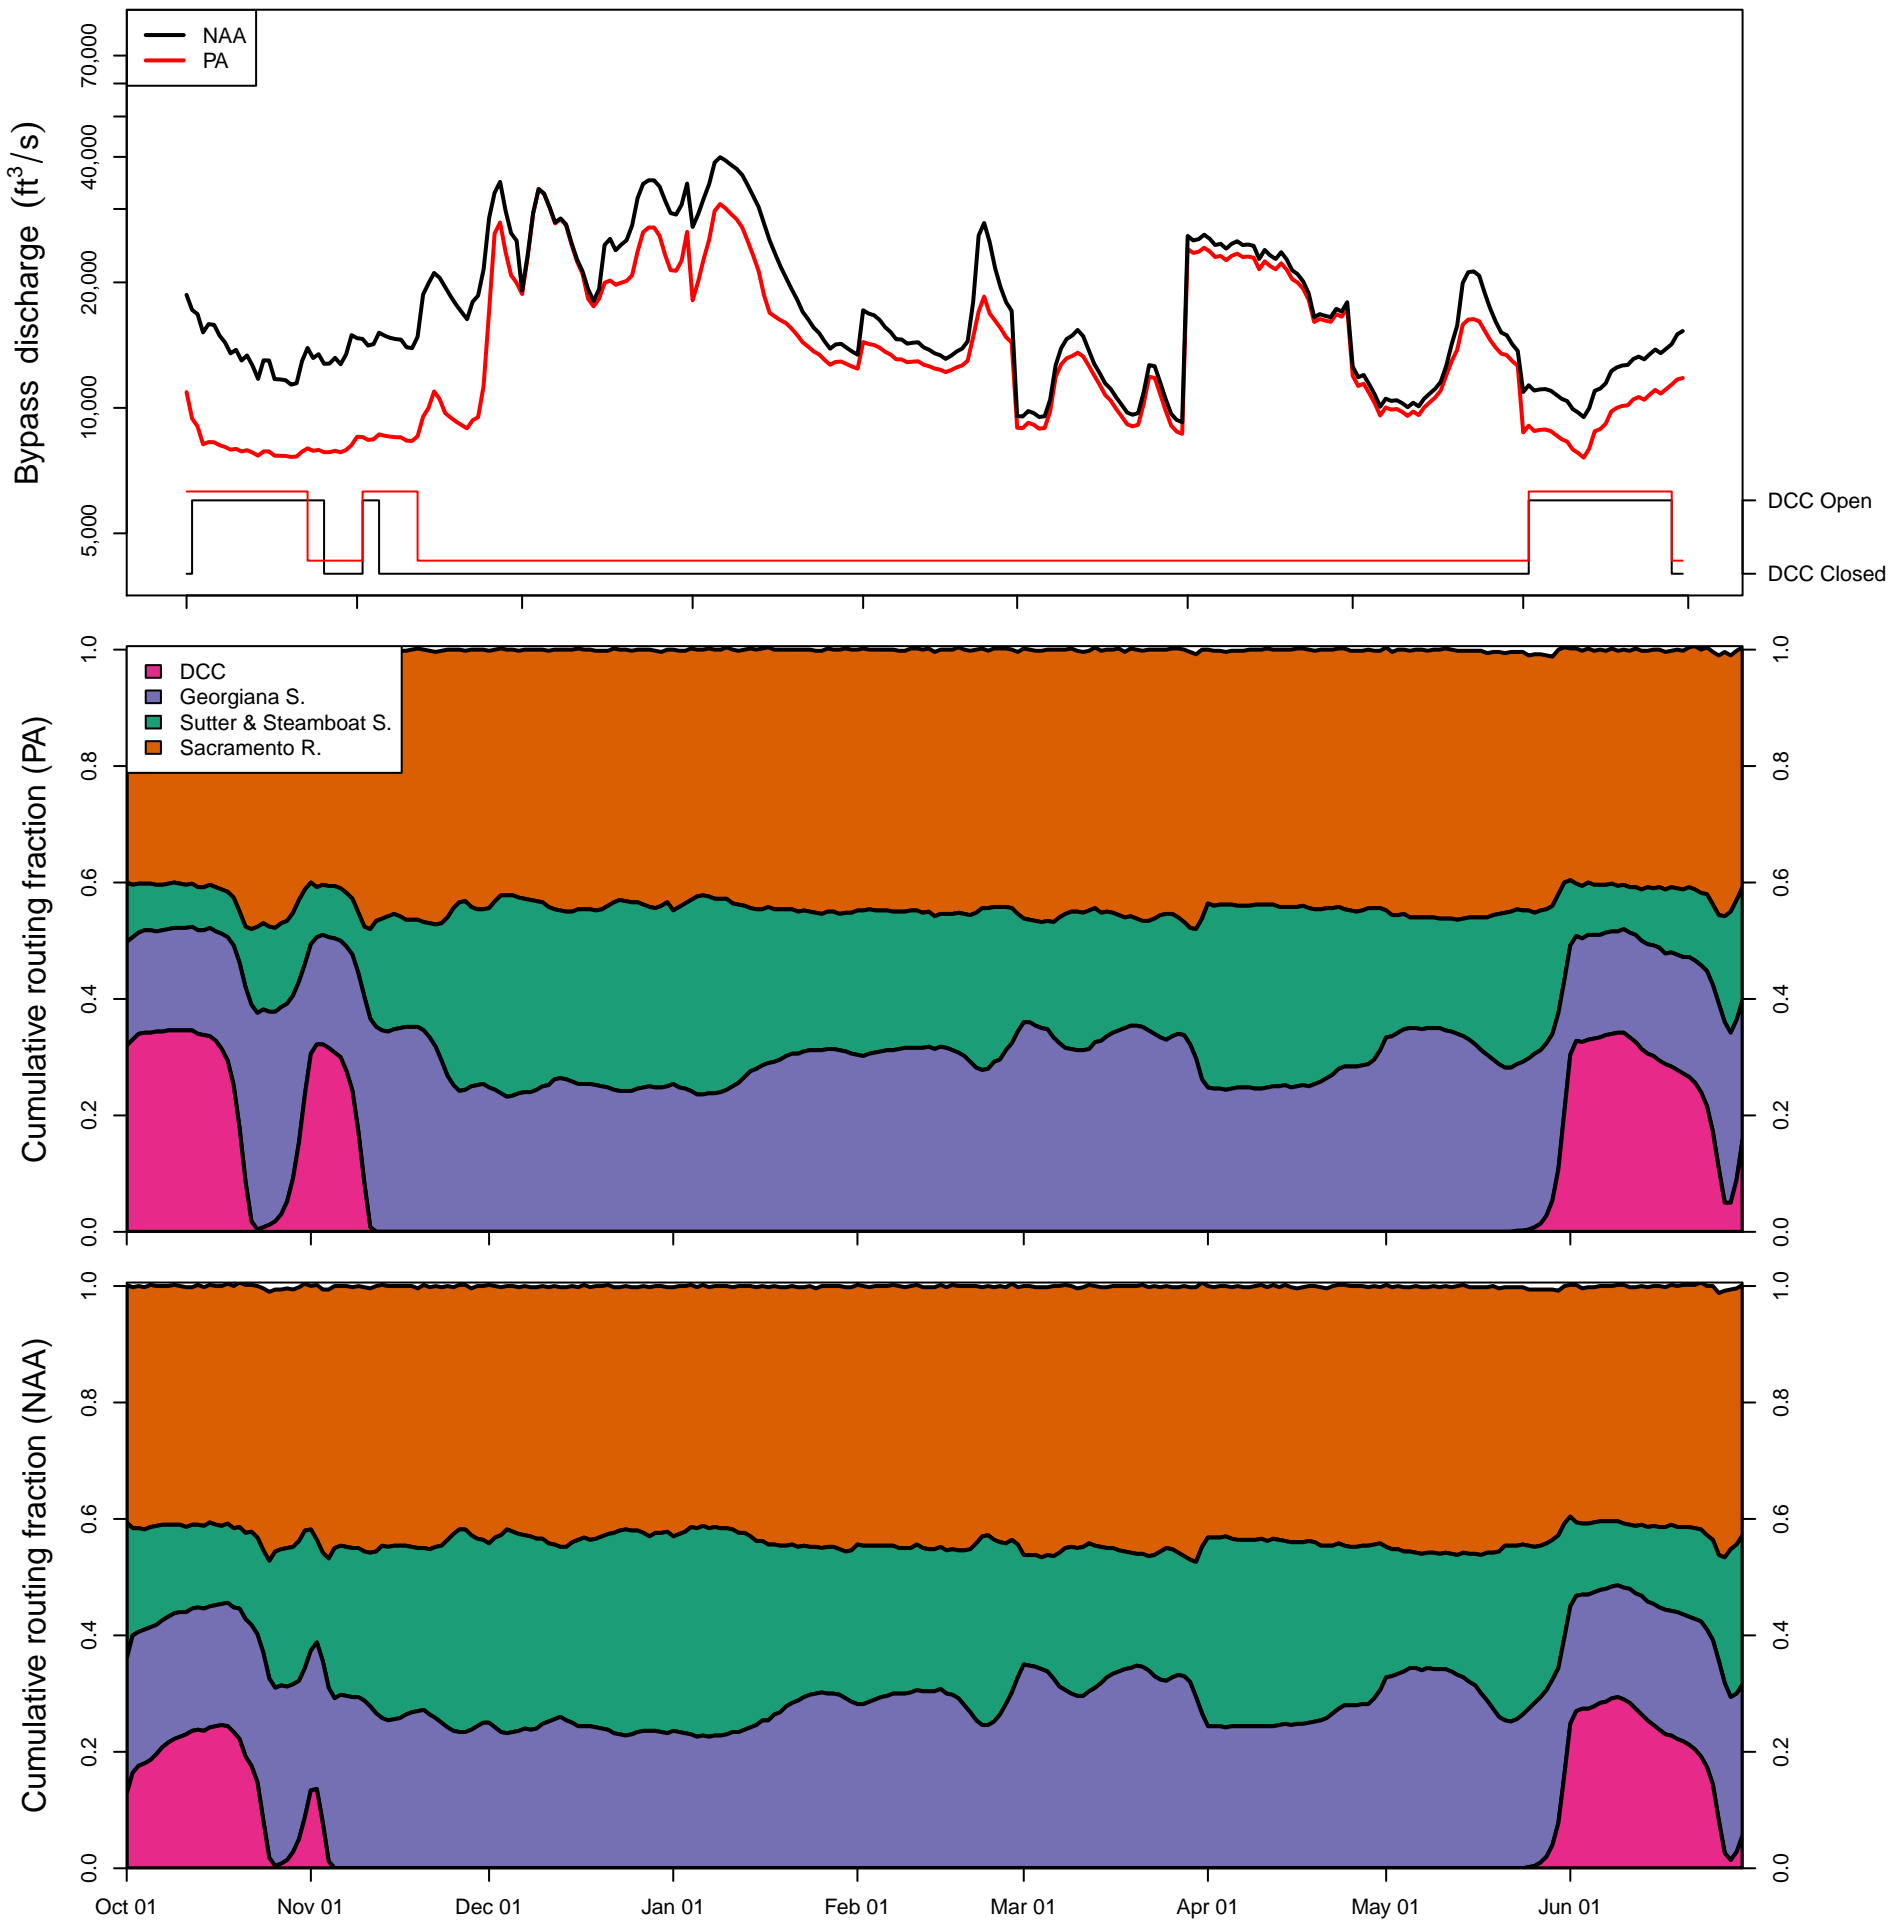 Bypass discharge (ft³/s)
70,000
40,000
20,000
10,000
5,000
NAA
PA
DCC Open
DCC Closed
Cumulative routing fraction (PA)
1.0
0.8
0.6
0.4
0.2
0.0
DCC
Georgiana S.
Sutter & Steamboat S.
Sacramento R.
1.0
0.8
0.6
0.4
0.2
0.0
Cumulative routing fraction (NAA)
1.0
0.8
0.6
0.4
0.2
0.0
1.0
0.8
0.6
0.4
0.2
0.0
Oct 01 Nov 01 Dec 01 Jan 01 Feb 01 Mar 01 Apr 01 May 01 Jun 01